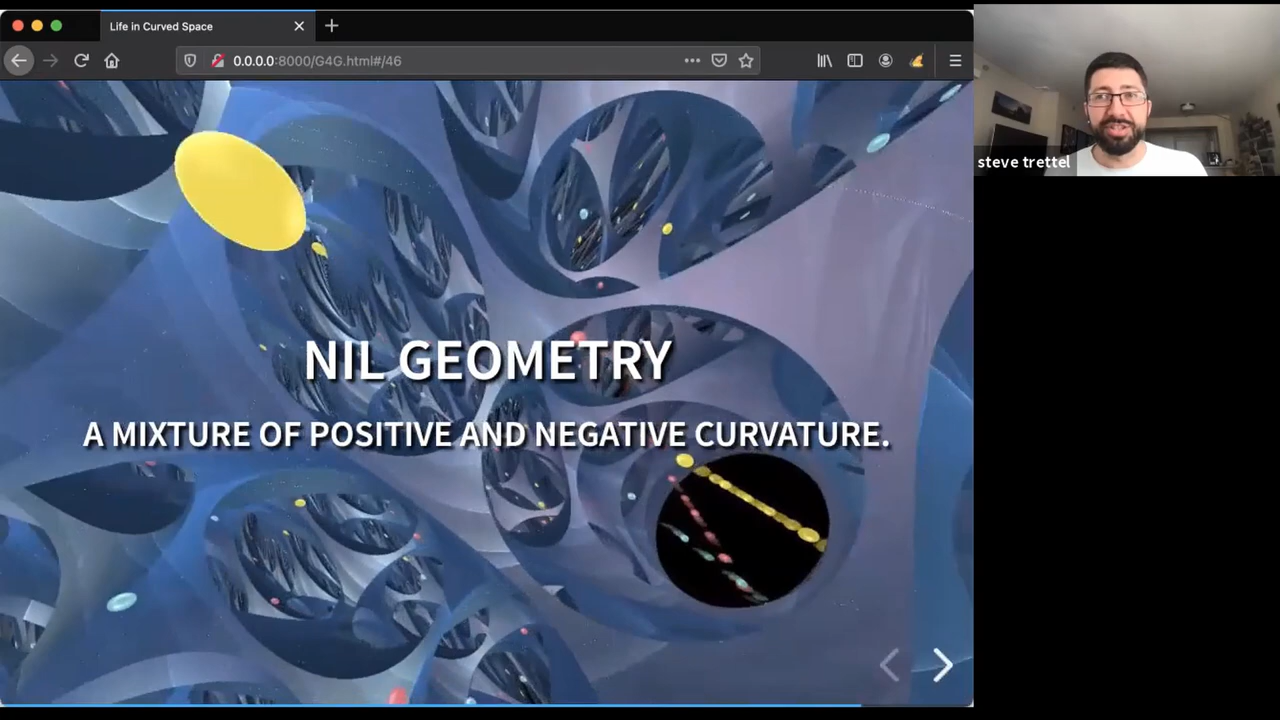 Life in Curved Space
0.0.0.0:8000/G4G.html#/46
steve trettel
NIL GEOMETRY
A MIXTURE OF POSITIVE AND NEGATIVE CURVATURE.